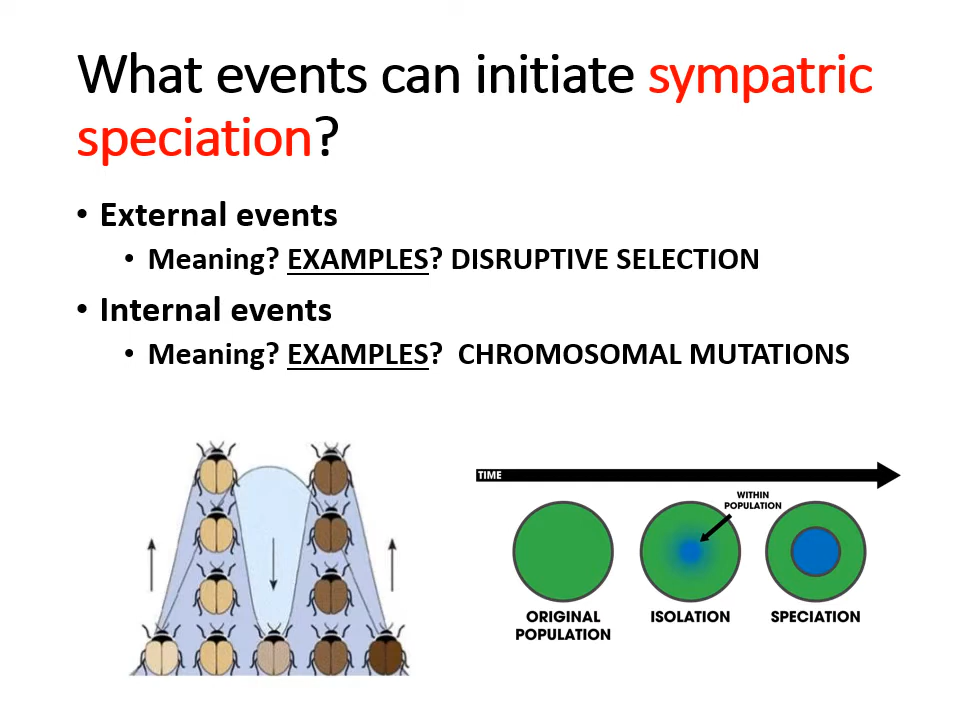 What events can initiate sympatric
speciation?
• External events
• Meaning? EXAMPLES? DISRUPTIVE SELECTION
• Internal events
• Meaning? EXAMPLES? CHROMOSOMAL MUTATIONS
TIME
WITHIN
POPULATION
ORIGINAL
POPULATION
ISOLATION
SPECIATION